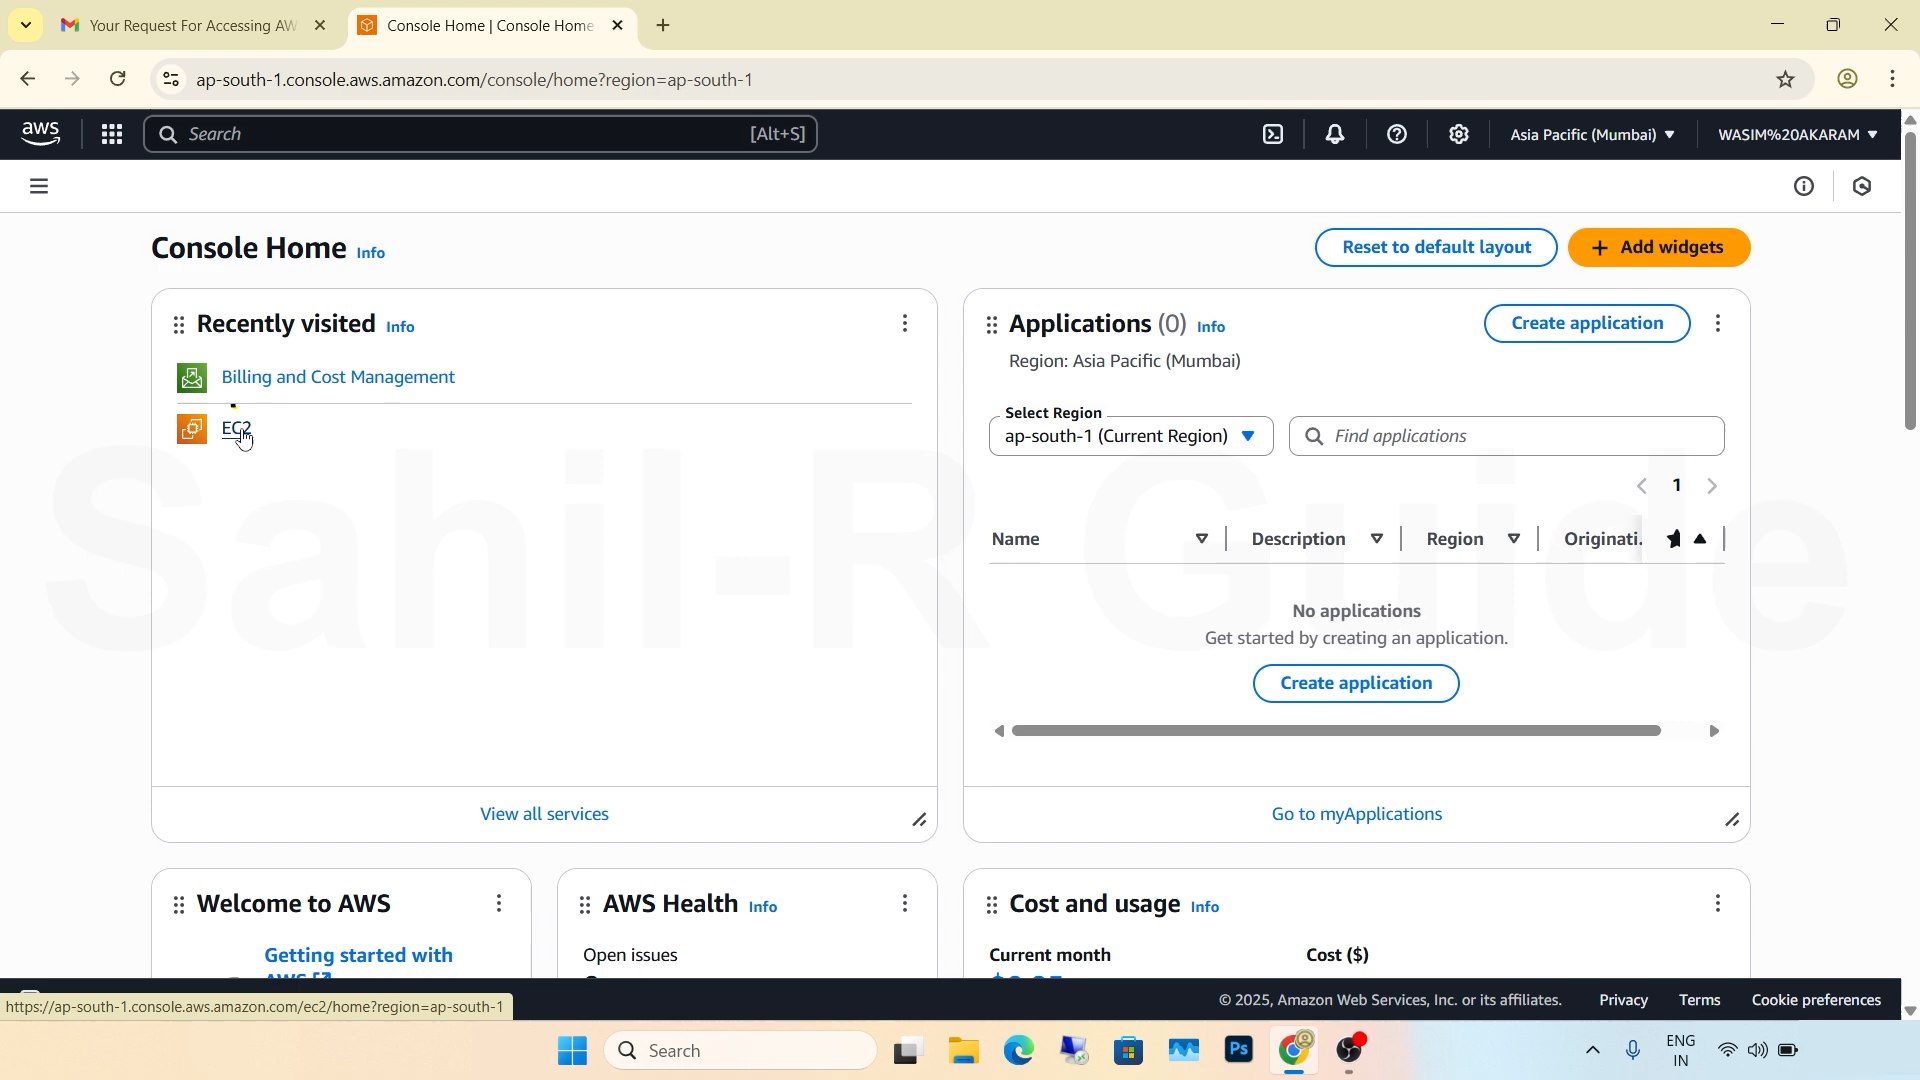 Your Request For Accessing AW
Console Home | Console Home
ap-south-1.console.aws.amazon.com/console/home?region=ap-south-1
aws
Search
[Alt+S]
Asia Pacific (Mumbai)
WASIM%20AKARAM
Console Home Info
Reset to default layout
+ Add widgets
Recently visited Info
Billing and Cost Management
EC2
View all services
Applications (0) Info
Create application
Region: Asia Pacific (Mumbai)
Select Region
ap-south-1 (Current Region)
Find applications
1
Name
Description
Region
Originati.
No applications
Get started by creating an application.
Create application
Go to myApplications
Sahil-R Guide
Welcome to AWS
Getting started with
AWS Health Info
Open issues
Cost and usage Info
Current month
Cost ($)
https://ap-south-1.console.aws.amazon.com/ec2/home?region=ap-south-1
© 2025, Amazon Web Services, Inc. or its affiliates.
Privacy
Terms
Cookie preferences
Search
Ps
ENG
IN